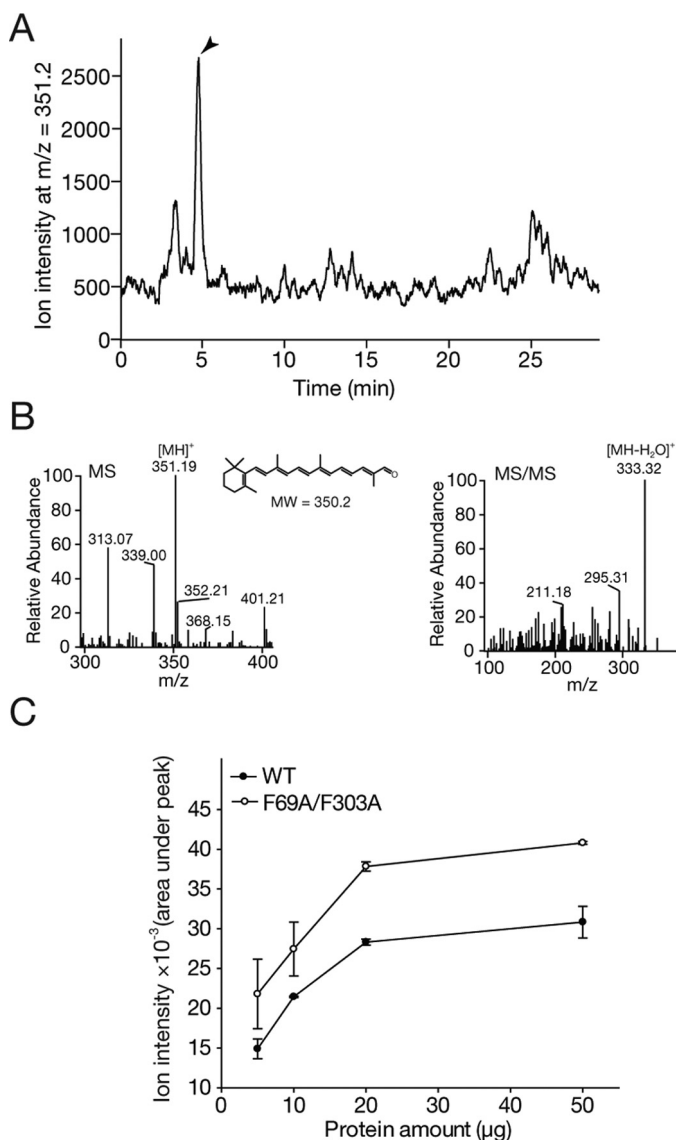 A
Ion intensity at m/z = 351.2
2500
2000
1500
1000
500
0
0 5 10 15 20 25
Time (min)
B
MS
[MH]+
351.19
313.07
339.00
352.21
368.15
401.21
MW = 350.2
O
Relative Abundance
100
80
60
40
20
0
300 350 400
m/z
MS/MS
[MH-H₂O]+
333.32
295.31
211.18
Relative Abundance
100
80
60
40
20
0
100 200 300
m/z
C
WT
F69A/F303A
Ion intensity ×10⁻³(area under peak)
45
40
35
30
25
21
15
10
0 10 20 30 40 50
Protein amount (µg)